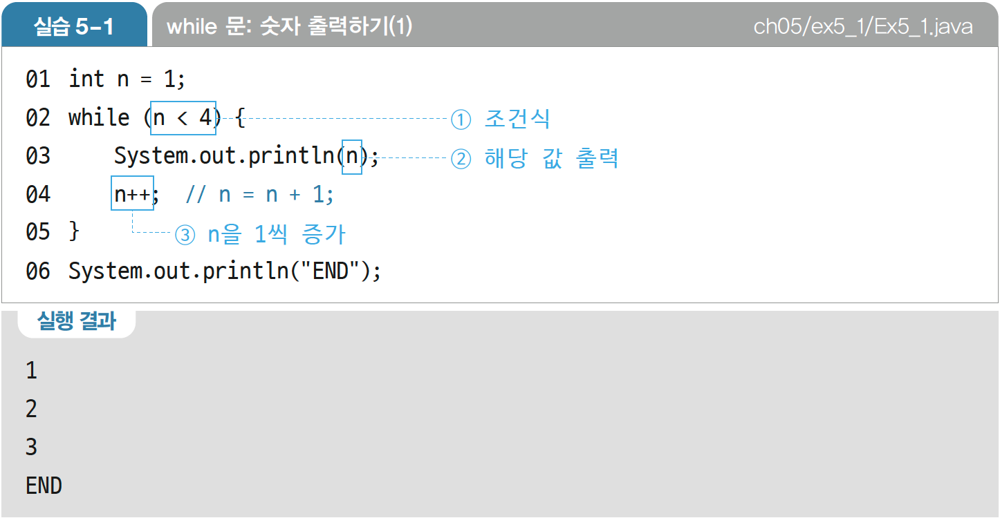 실습 5-1 while 문: 숫자 출력하기(1) ch05/ex5_1/Ex5_1.java
01 int n = 1;
02 while (n < 4) { ① 조건식
03 System.out.println(n); ② 해당 값 출력
04 n++; // n = n + 1;
05 } ③ n을 1씩 증가
06 System.out.println("END");
실행 결과
1
2
3
END